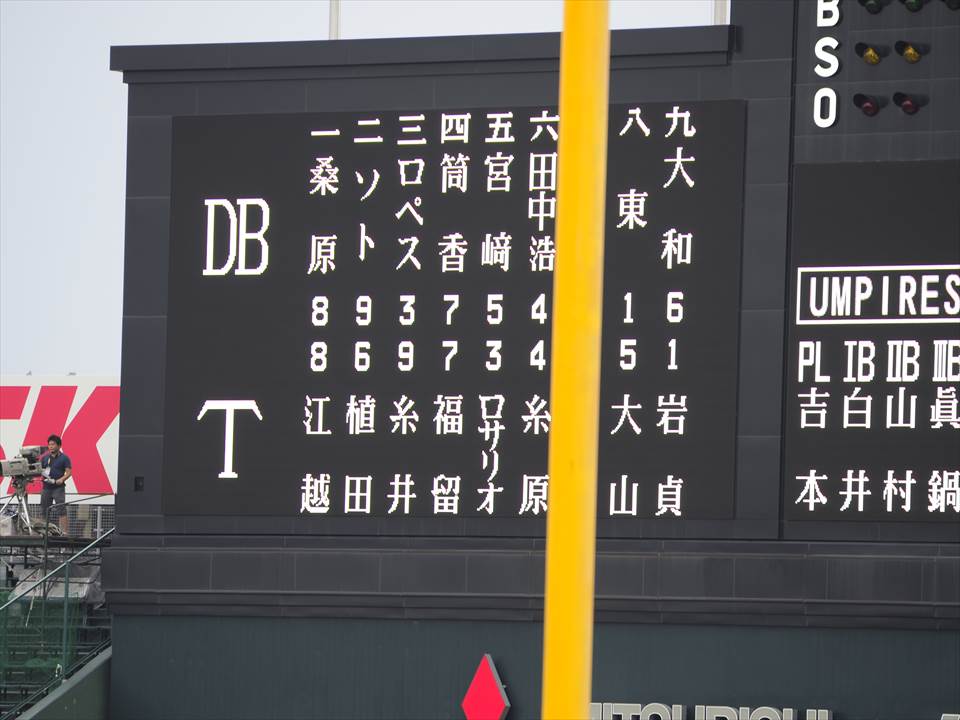 B
S
O
一 二 三 四 五 六 八 九
DB
桑原 ソト ロペス 筒香 宮﨑 田中浩 東 大和
8 9 3 7 5 4 1 6
8 6 9 7 3 4 5 1
T
江越 植田 糸井 福留 ロサリオ 糸原 大山 岩貞
UMPIRES
PL ⅠB ⅡB ⅢB
吉本 白井 山村 眞鍋
SK
MITSUBISHI